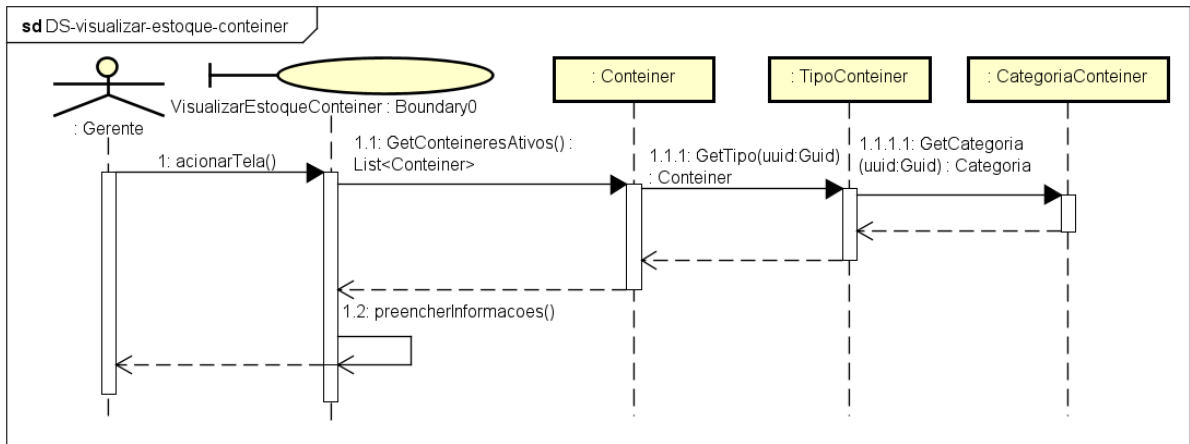 sd DS-visualizar-estoque-conteiner
: Gerente
VisualizarEstoqueConteiner : Boundary0
: Conteiner
: TipoConteiner
: CategoriaConteiner
1: acionarTela()
1.1: GetConteineresAtivos() :
List<Conteiner>
1.1.1: GetTipo(uuid:Guid)
: Conteiner
1.1.1.1: GetCategoria
(uuid:Guid) : Categoria
1.2: preencherInformacoes()